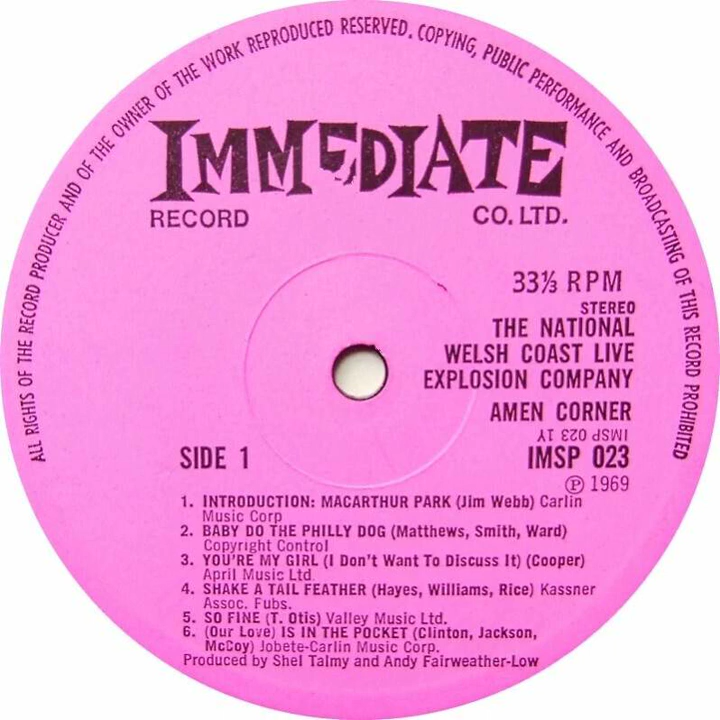 ALL RIGHTS OF THE RECORD PRODUCER AND OF THE OWNER OF THE WORK REPRODUCED RESERVED. COPYING, PUBLIC PERFORMANCE AND BROADCASTING OF THIS RECORD PROHIBITED
IMMEDIATE
RECORD CO. LTD.
33⅓ RPM
STEREO
THE NATIONAL
WELSH COAST LIVE
EXPLOSION COMPANY
AMEN CORNER
IMSP 023 1Y
SIDE 1 IMSP 023
Ⓟ 1969
1. INTRODUCTION: MACARTHUR PARK (Jim Webb) Carlin
Music Corp
2. BABY DO THE PHILLY DOG (Matthews, Smith, Ward)
Copyright Control
3. YOU'RE MY GIRL (I Don't Want To Discuss It) (Cooper)
April Music Ltd.
4. SHAKE A TAIL FEATHER (Hayes, Williams, Rice) Kassner
Assoc. Fubs.
5. SO FINE (T. Otis) Valley Music Ltd.
6. (Our Love) IS IN THE POCKET (Clinton, Jackson,
McCoy) Jobete-Carlin Music Corp.
Produced by Shel Talmy and Andy Fairweather-Low